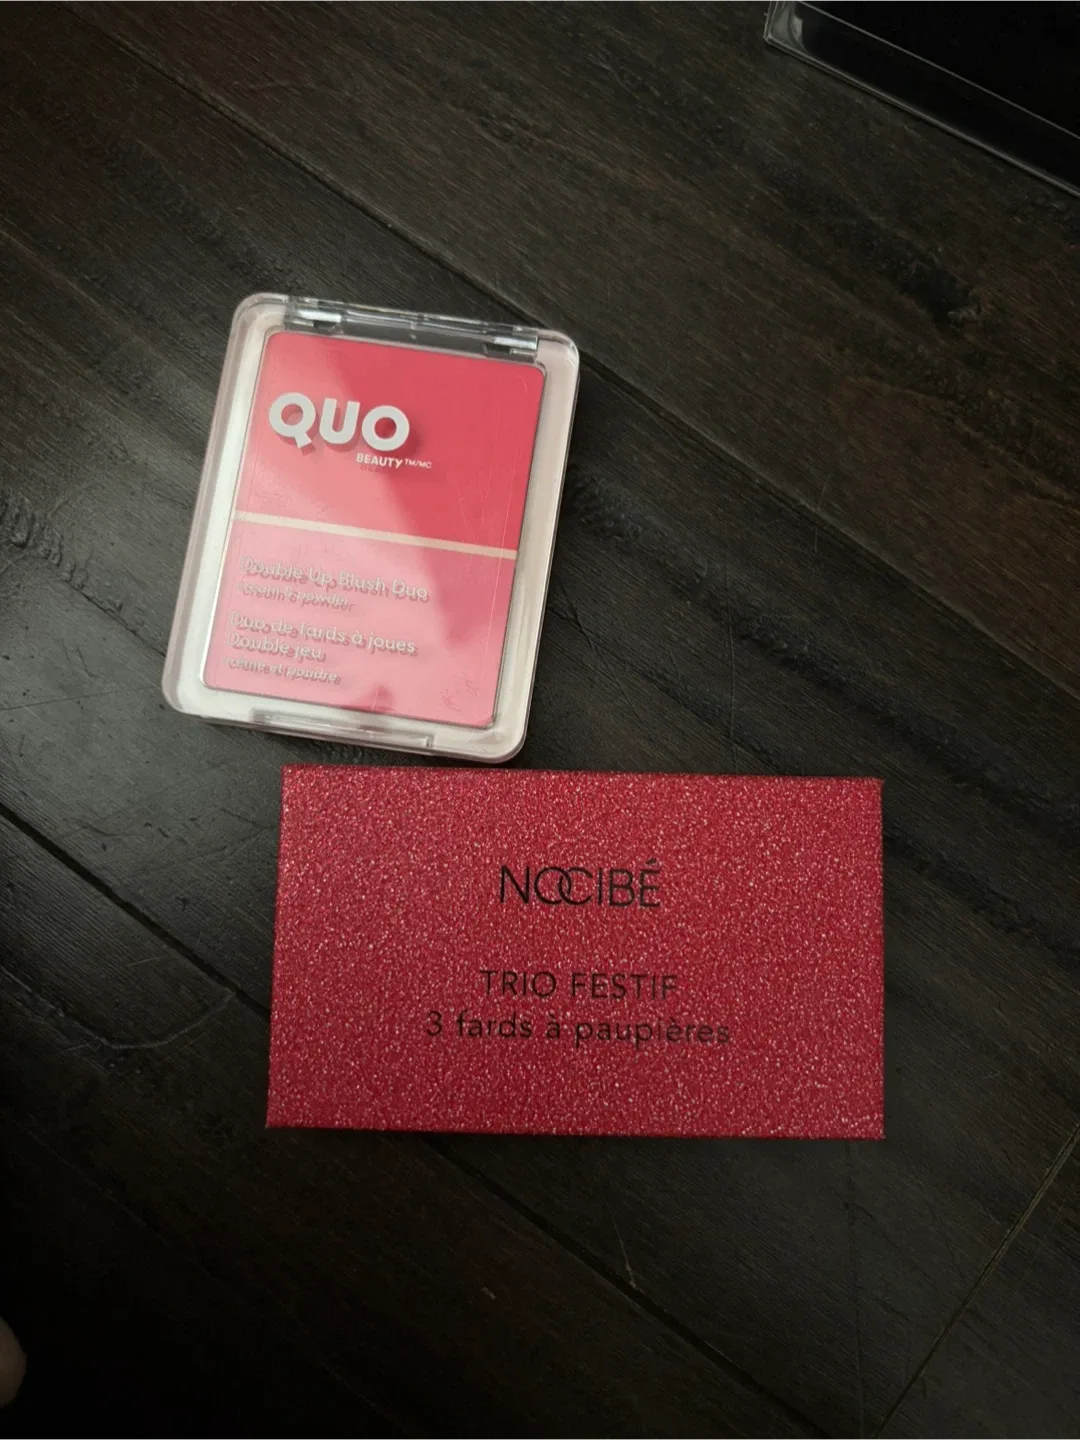 QUO
BEAUTY TM/MC
Double Up Blush Duo
cream & powder
Duo de fards à joues
Double jeu
crème et poudre
NOCIBÉ
TRIO FESTIF
3 fards à paupières